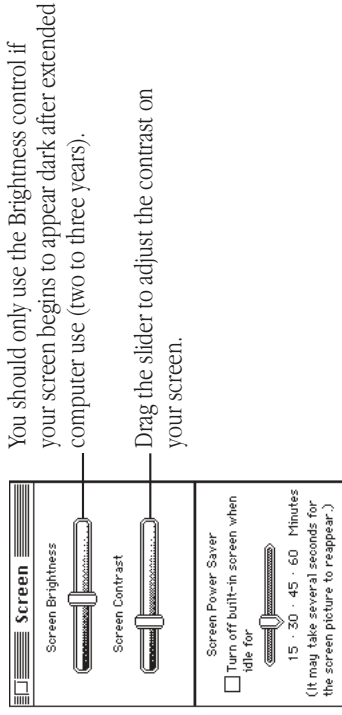 You should only use the Brightness control if
your screen begins to appear dark after extended
computer use (two to three years).
Drag the slider to adjust the contrast on
your screen.
Screen
Screen Brightness
Screen Contrast
Screen Power Saver
Turn off built-in screen when
idle for
15 · 30 · 45 · 60 Minutes
(It may take several seconds for
the screen picture to reappear.)